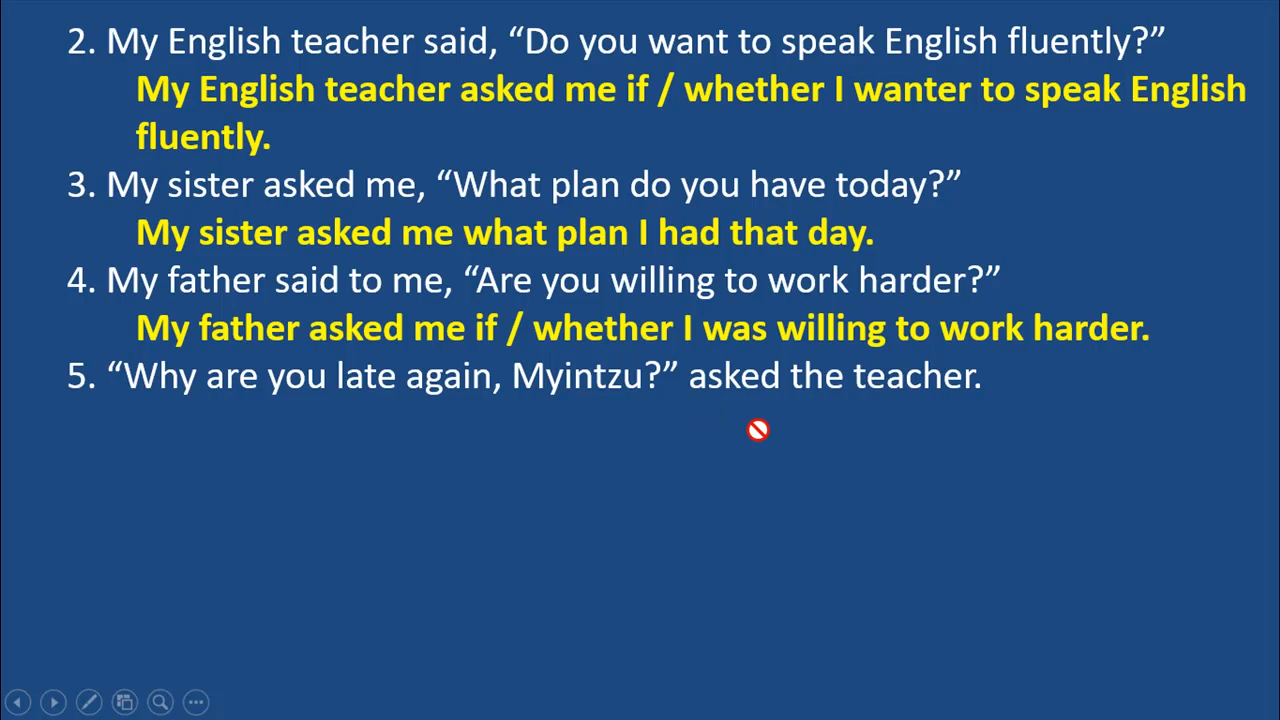 2. My English teacher said, “Do you want to speak English fluently?”
My English teacher asked me if / whether I wanter to speak English
fluently.
3. My sister asked me, “What plan do you have today?”
My sister asked me what plan I had that day.
4. My father said to me, “Are you willing to work harder?”
My father asked me if / whether I was willing to work harder.
5. “Why are you late again, Myintzu?” asked the teacher.